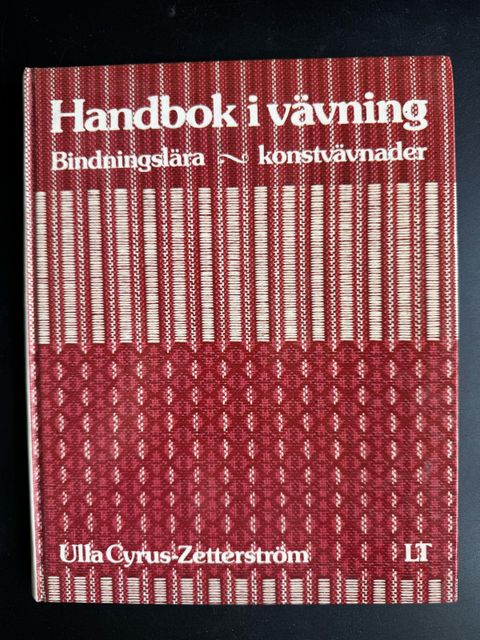 Handbok i vävning
Bindningslära ~ konstvävnader
Ulla Cyrus-Zetterström LT